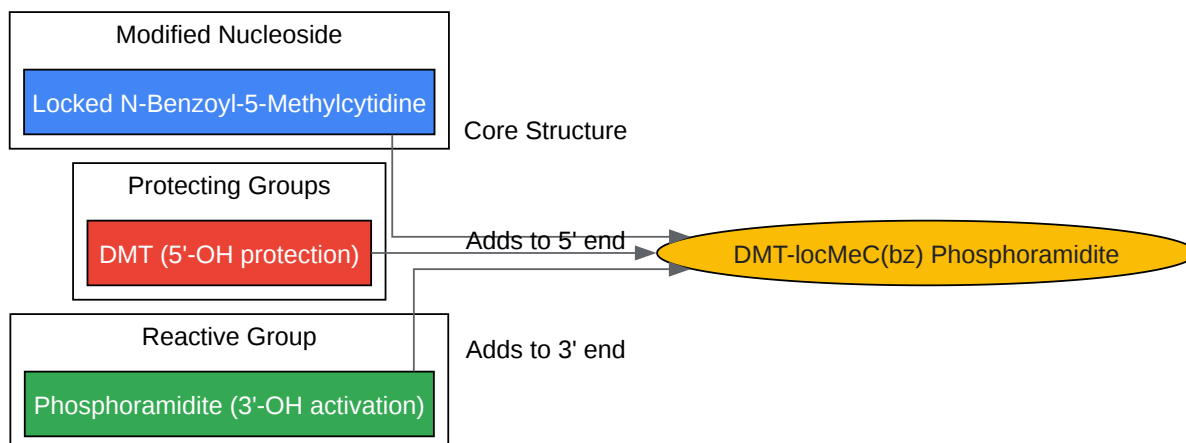 Modified Nucleoside
Locked N-Benzoyl-5-Methylcytidine
Core Structure
Protecting Groups
DMT (5'-OH protection)
Adds to 5' end
DMT-locMeC(bz) Phosphoramidite
Reactive Group
Adds to 3' end
Phosphoramidite (3'-OH activation)